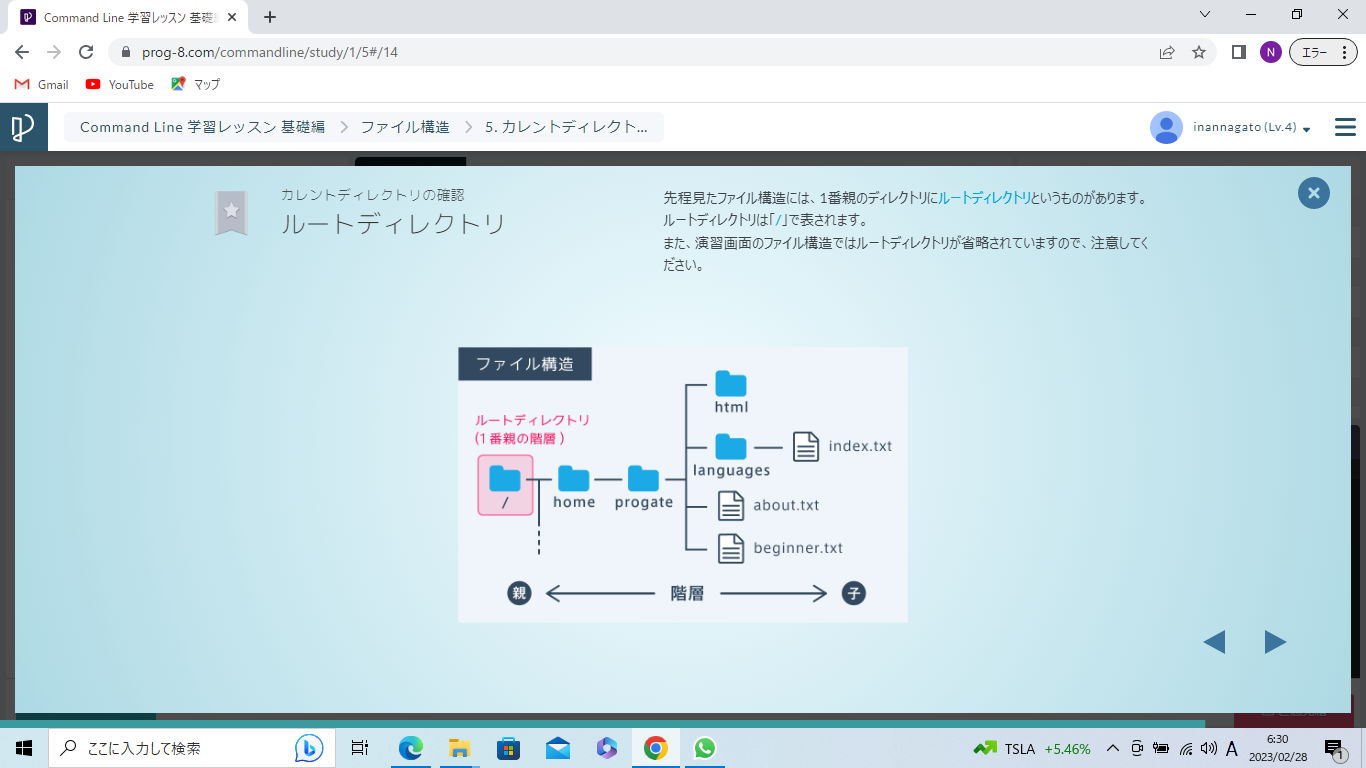 Command Line 学習レッスン 基礎
prog-8.com/commandline/study/1/5#/14
N
エラー
Gmail
YouTube
マップ
Command Line 学習レッスン 基礎編
ファイル構造
5. カレントディレクト...
inannagato (Lv.4)
カレントディレクトリの確認
ルートディレクトリ
先程見たファイル構造には、1番親のディレクトリにルートディレクトリというものがあります。
ルートディレクトリは「/」で表されます。
また、演習画面のファイル構造ではルートディレクトリが省略されていますので、注意してく
ださい。
ファイル構造
ルートディレクトリ
(1番親の階層)
/
home
progate
html
languages
index.txt
about.txt
beginner.txt
親
階層
子
ここに入力して検索
TSLA +5.46%
A
6:30
2023/02/28
1